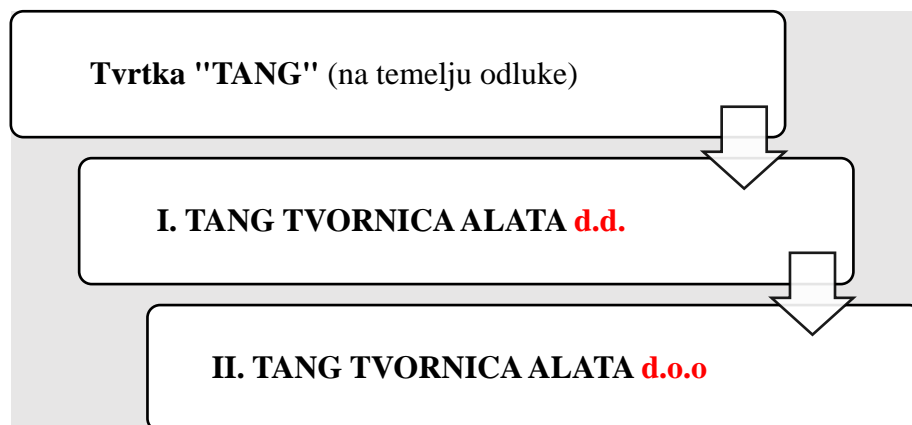 Tvrtka "TANG" (na temelju odluke)
I. TANG TVORNICA ALATA d.d.
II. TANG TVORNICA ALATA d.o.o